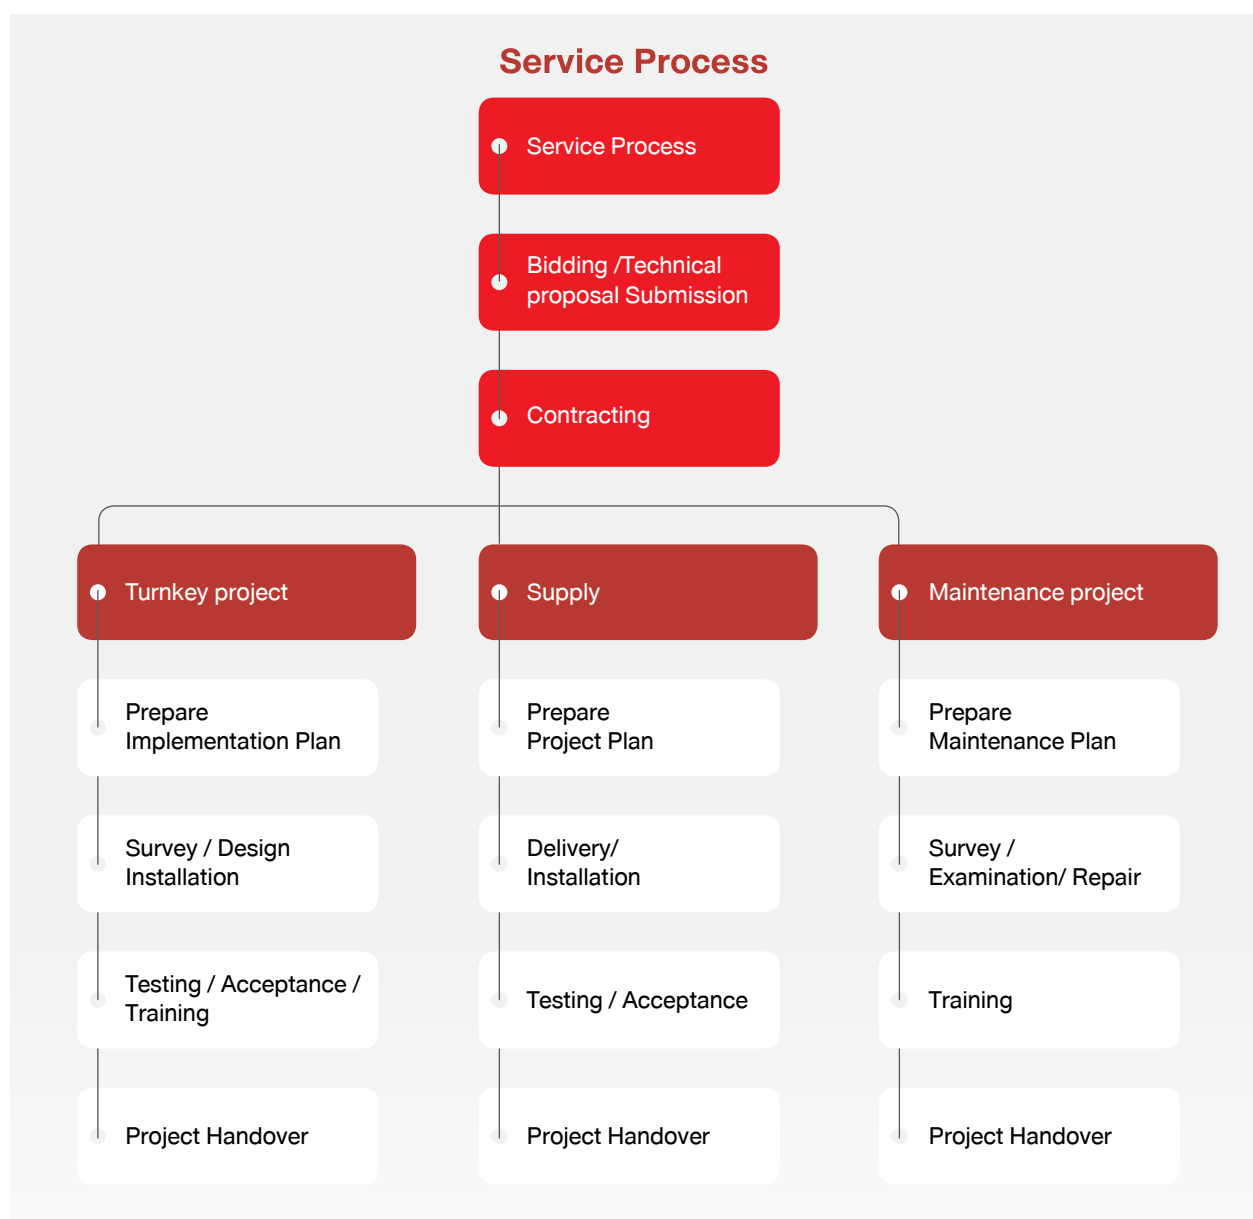 Service Process
Service Process
Bidding /Technical
proposal Submission
Contracting
Turnkey project
Supply
Maintenance project
Prepare
Implementation Plan
Prepare
Project Plan
Prepare
Maintenance Plan
Survey / Design
Installation
Delivery/
Installation
Survey /
Examination/ Repair
Testing / Acceptance /
Training
Testing / Acceptance
Training
Project Handover
Project Handover
Project Handover